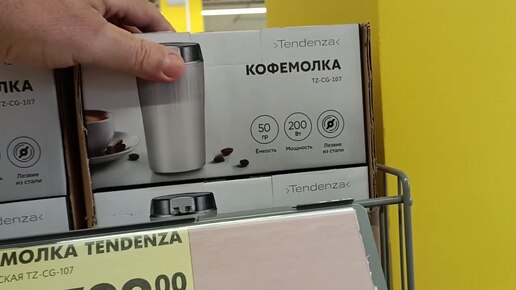 ›Tendenza‹
КОФЕМОЛКА
TZ-CG-107
50
гр
200
Вт
Ёмкость
Мощность
Лезвие
из стали
ЛКА
TZ-CG-107
Лезвие
из стали
›Tendenza‹
›Tendenza‹
МОЛКА TENDENZA
СКАЯ TZ-CG-107
00